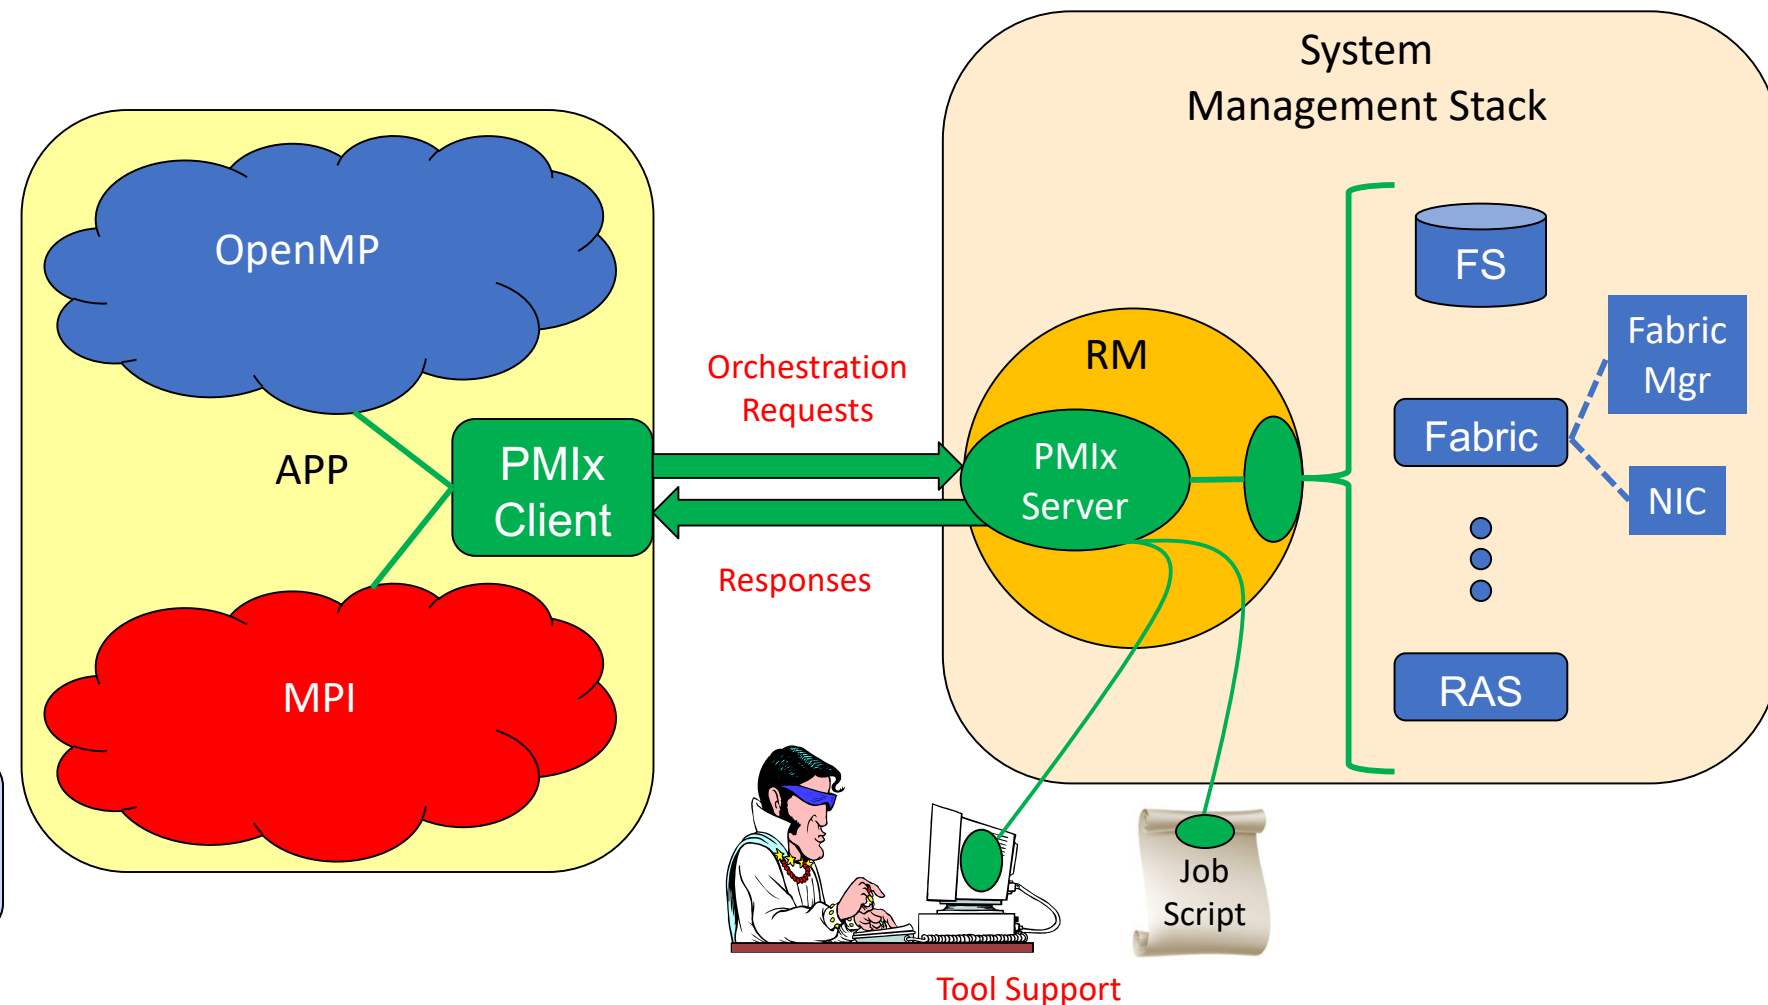 System
Management Stack
OpenMP
FS
Fabric
Mgr
RM
Orchestration
Requests
Fabric
APP
PMIx
Client
PMIx
Server
NIC
Responses
MPI
RAS
Job
Script
Tool Support